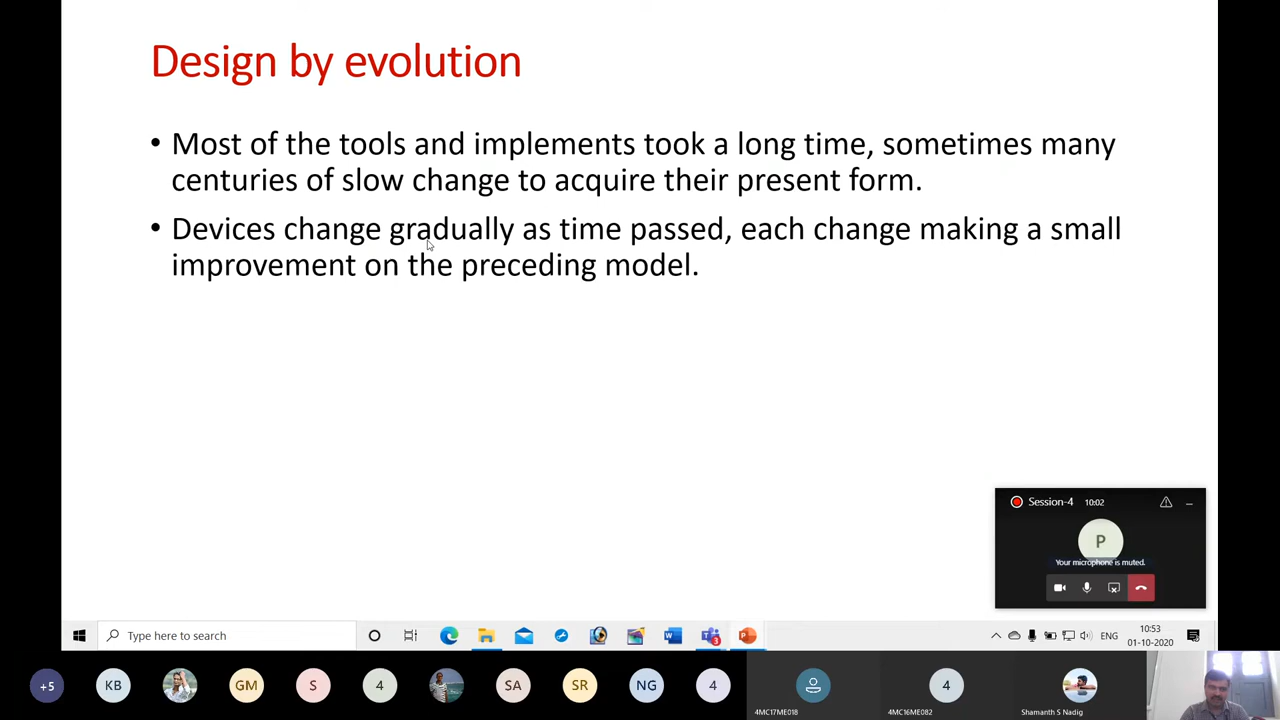 Design by evolution
• Most of the tools and implements took a long time, sometimes many
centuries of slow change to acquire their present form.
• Devices change gradually as time passed, each change making a small
improvement on the preceding model.
Session-4 10:02
P
Your microphone is muted.
Type here to search
3
ENG
10:53
01-10-2020
+5
KB
GM
S
4
SA
SR
NG
4
4
4MC17ME018
4MC16ME082
Shamanth S Nadig